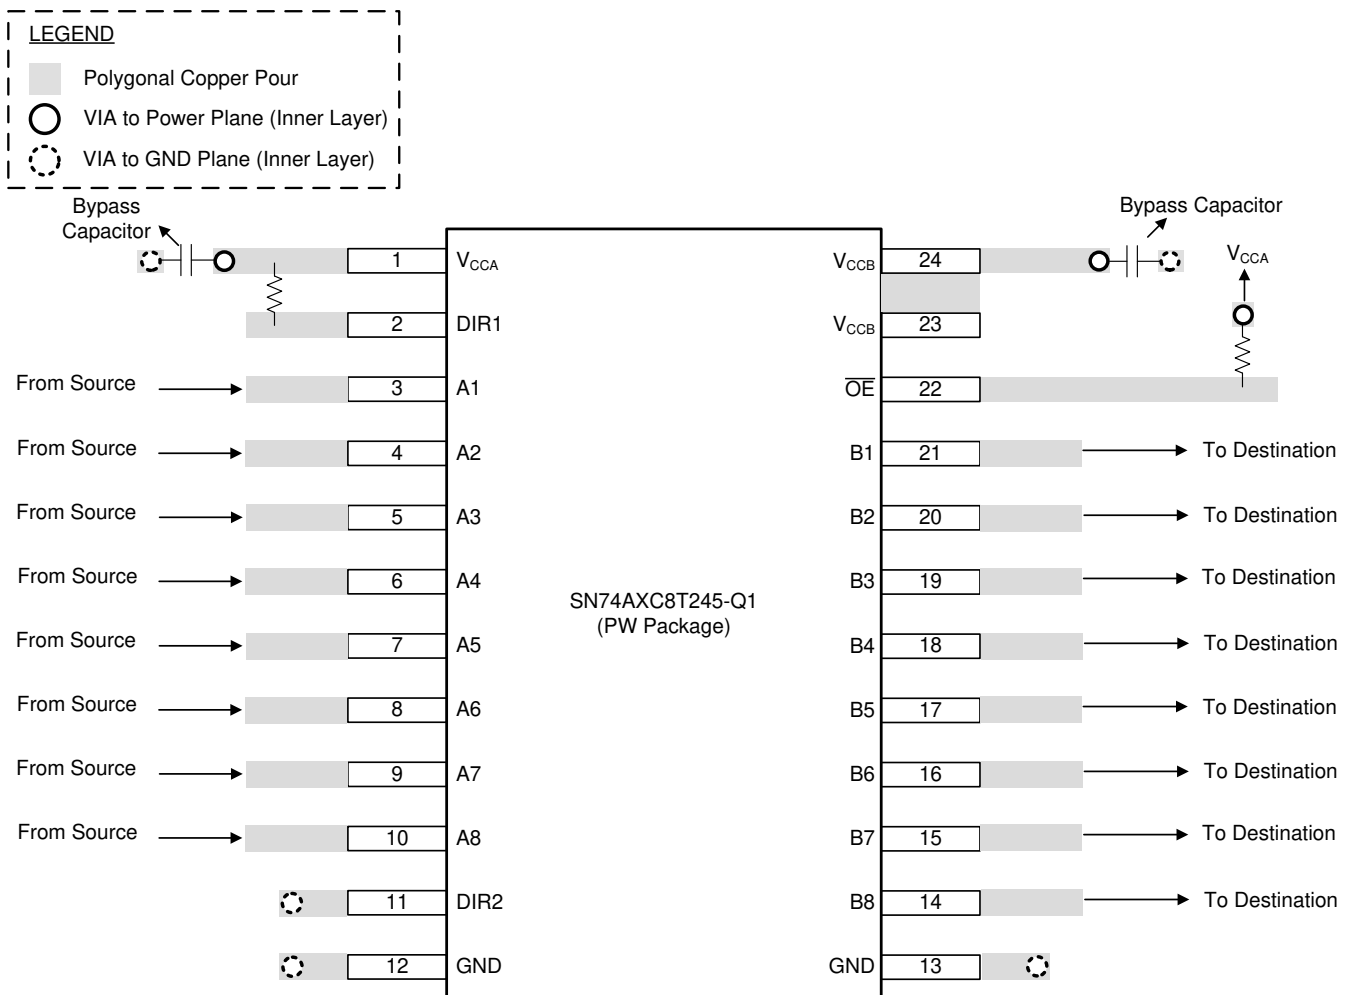 LEGEND
Polygonal Copper Pour
VIA to Power Plane (Inner Layer)
VIA to GND Plane (Inner Layer)
Bypass
Capacitor
Bypass Capacitor
VCCA
1 VCCA
VCCB 24
2 DIR1
VCCB 23
From Source 3 A1
OE 22
From Source 4 A2
B1 21 To Destination
From Source 5 A3
B2 20 To Destination
From Source 6 A4
B3 19 To Destination
SN74AXC8T245-Q1
(PW Package)
From Source 7 A5
B4 18 To Destination
From Source 8 A6
B5 17 To Destination
From Source 9 A7
B6 16 To Destination
From Source 10 A8
B7 15 To Destination
11 DIR2
B8 14 To Destination
12 GND
GND 13